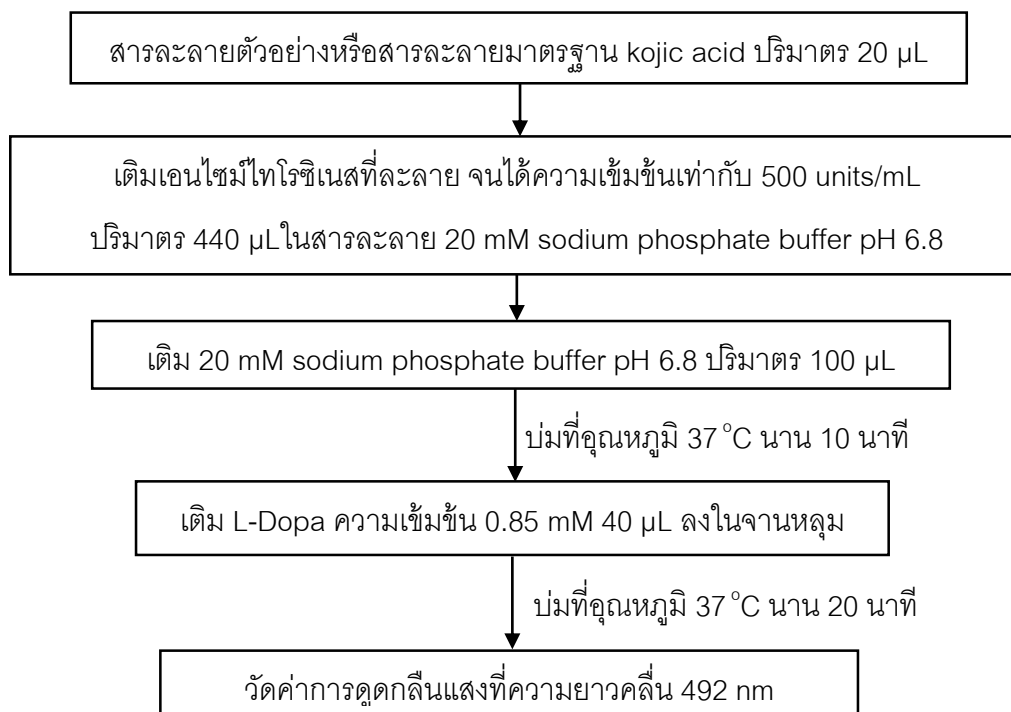 สารละลายตัวอย่างหรือสารละลายมาตรฐาน kojic acid ปริมาตร 20 µL
เติมเอนไซม์ไทโรซิเนสที่ละลาย จนได้ความเข้มข้นเท่ากับ 500 units/mL
ปริมาตร 440 µLในสารละลาย 20 mM sodium phosphate buffer pH 6.8
เติม 20 mM sodium phosphate buffer pH 6.8 ปริมาตร 100 µL
บ่มที่อุณหภูมิ 37 °C นาน 10 นาที
เติม L-Dopa ความเข้มข้น 0.85 mM 40 µL ลงในจานหลุม
บ่มที่อุณหภูมิ 37 °C นาน 20 นาที
วัดค่าการดูดกลืนแสงที่ความยาวคลื่น 492 nm